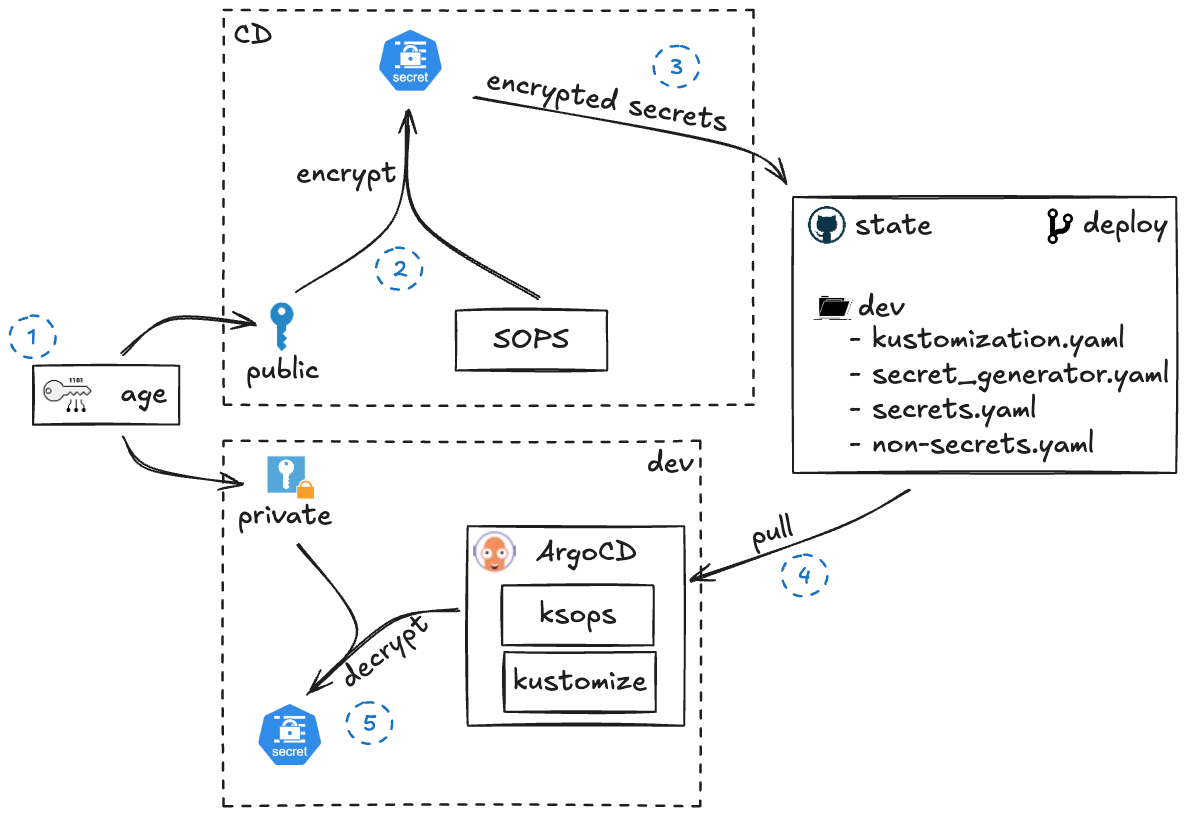 CD
secret
3
encrypted secrets
encrypt
2
state
deploy
dev
- kustomization.yaml
- secret_generator.yaml
- secrets.yaml
- non-secrets.yaml
1
1101
age
public
SOPS
dev
private
pull
4
ArgoCD
ksops
kustomize
decrypt
5
secret